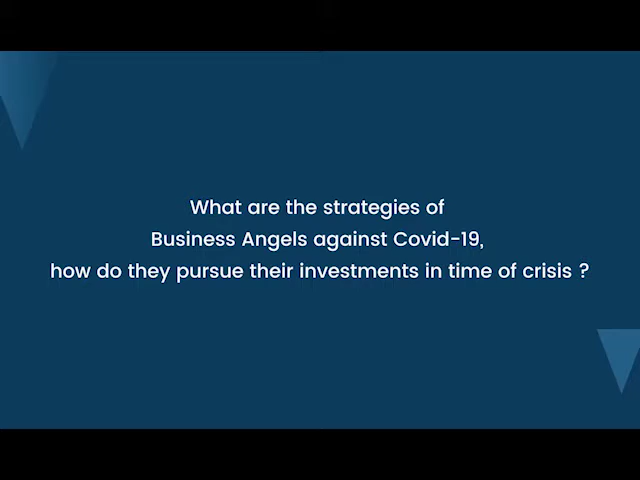 What are the strategies of
Business Angels against Covid-19,
how do they pursue their investments in time of crisis ?